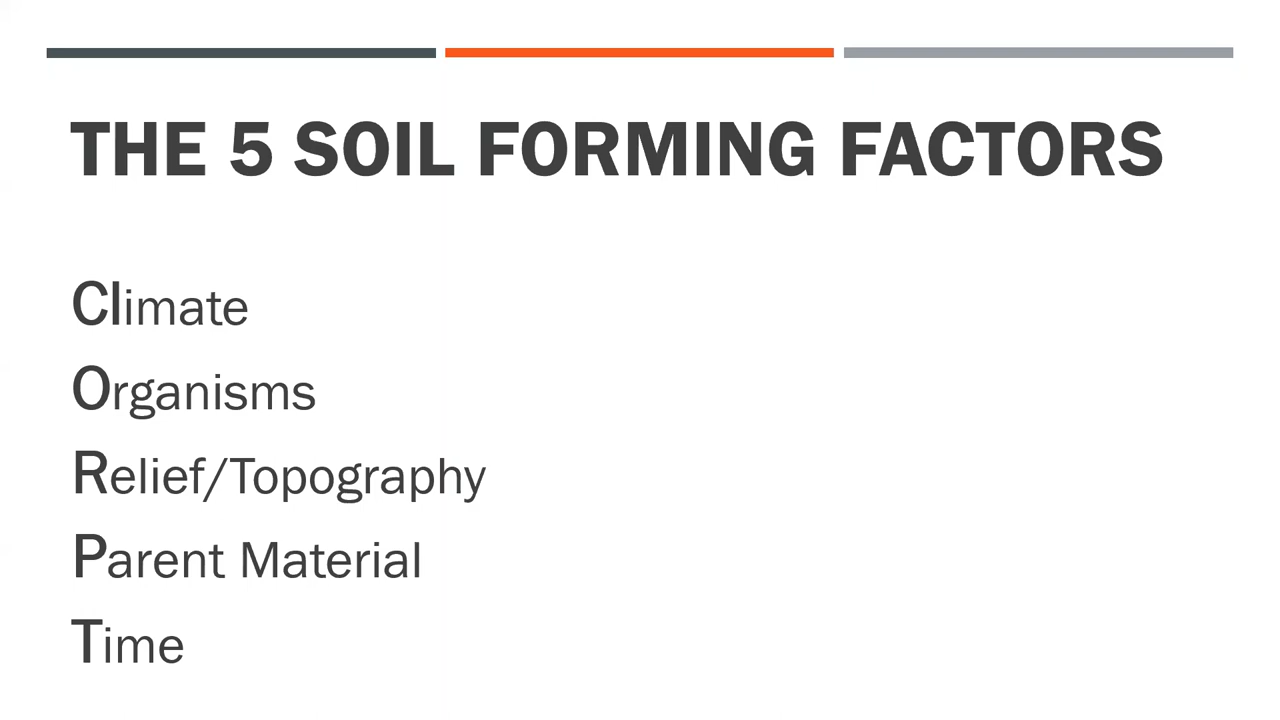 THE 5 SOIL FORMING FACTORS
Climate
Organisms
Relief/Topography
Parent Material
Time